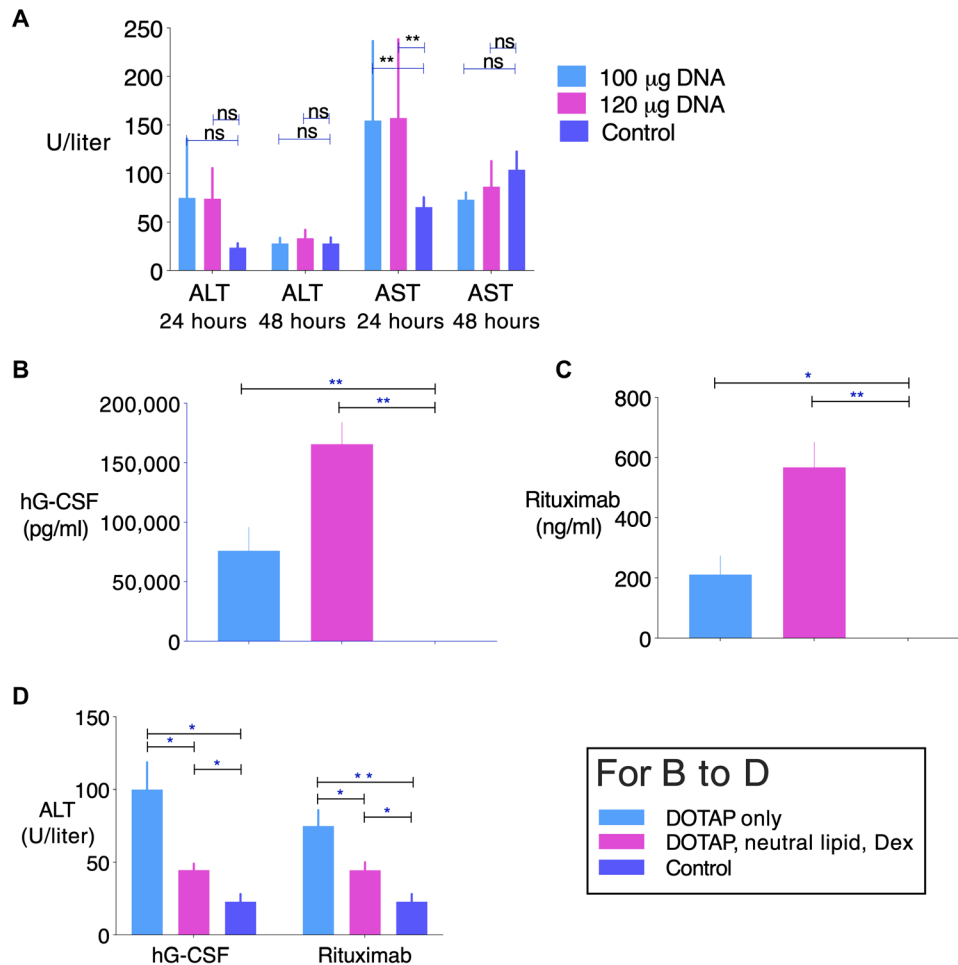 A
250
200
150
100
50
0
U/liter
ns
ns
ns
ns
**
**
ns
ns
ALT
24 hours
ALT
48 hours
AST
24 hours
AST
48 hours
100 µg DNA
120 µg DNA
Control
B
200,000
150,000
100,000
50,000
0
hG-CSF
(pg/ml)
**
**
C
800
600
400
200
0
Rituximab
(ng/ml)
*
**
D
150
100
50
0
ALT
(U/liter)
*
*
*
* *
*
*
hG-CSF
Rituximab
For B to D
DOTAP only
DOTAP, neutral lipid, Dex
Control